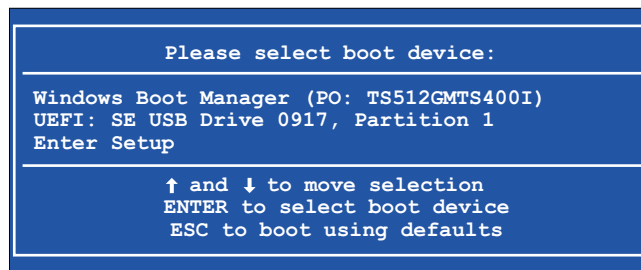 Please select boot device:
Windows Boot Manager (PO: TS512GMTS400I)
UEFI: SE USB Drive 0917, Partition 1
Enter Setup
↑ and ↓ to move selection
ENTER to select boot device
ESC to boot using defaults